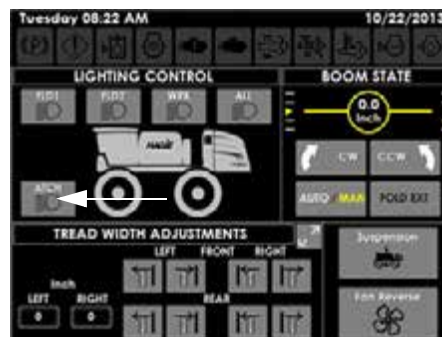 Tuesday 08:22 AM 10/22/2013
(P)
LIGHTING CONTROL
BOOM STATE
FLD1 FLD2 WRK ALL
0.0
Inch
HAGIE
CW CCW
ATCH
AUTO / MAN FOLD EXT
TREAD WIDTH ADJUSTMENTS
LEFT FRONT RIGHT
Suspension
Inch
LEFT RIGHT
REAR
0 0
Fan Reverse